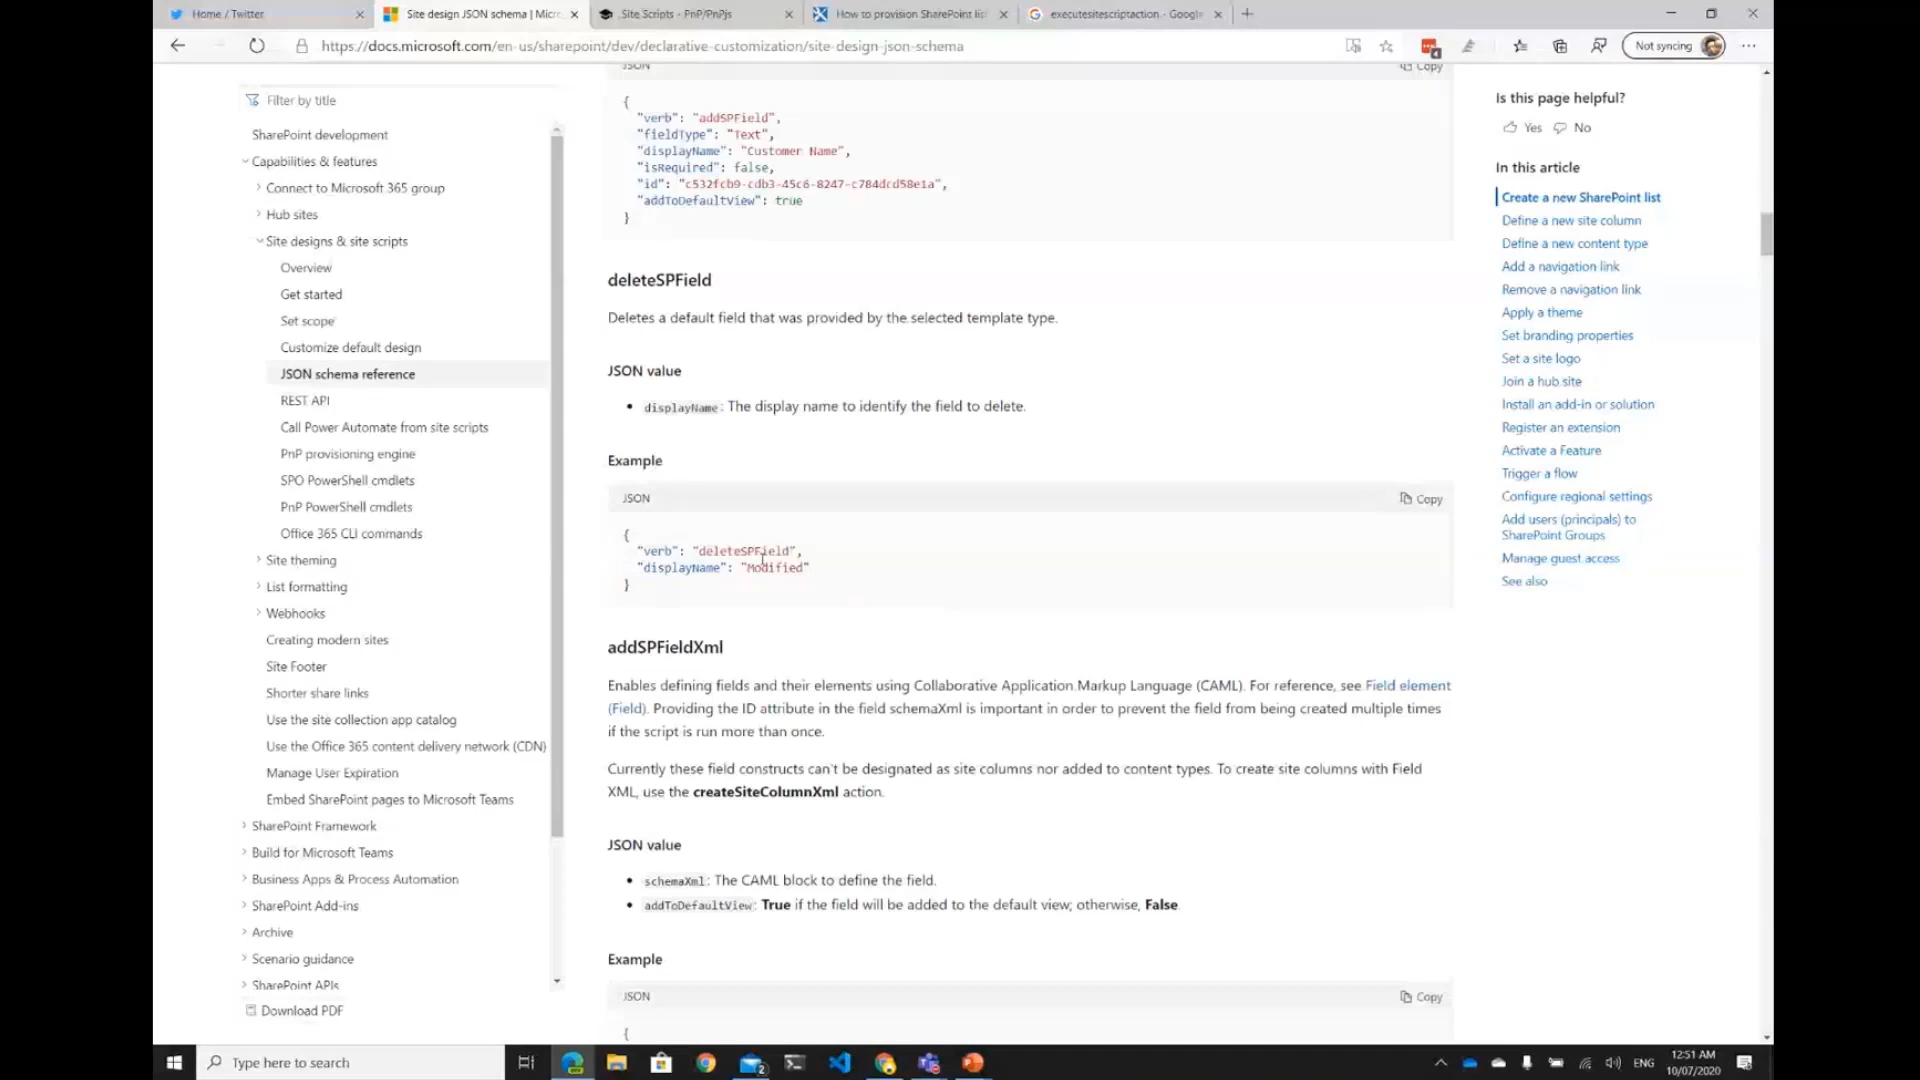 Home / Twitter
Site design JSON schema | Micro
Site Scripts - PnP/PnPjs
How to provision SharePoint lis
executesitescriptaction - Google
https://docs.microsoft.com/en-us/sharepoint/dev/declarative-customization/site-design-json-schema
Not syncing
Filter by title
SharePoint development
Capabilities & features
Connect to Microsoft 365 group
Hub sites
Site designs & site scripts
Overview
Get started
Set scope
Customize default design
JSON schema reference
REST API
Call Power Automate from site scripts
PnP provisioning engine
SPO PowerShell cmdlets
PnP PowerShell cmdlets
Office 365 CLI commands
Site theming
List formatting
Webhooks
Creating modern sites
Site Footer
Shorter share links
Use the site collection app catalog
Use the Office 365 content delivery network (CDN)
Manage User Expiration
Embed SharePoint pages to Microsoft Teams
SharePoint Framework
Build for Microsoft Teams
Business Apps & Process Automation
SharePoint Add-ins
Archive
Scenario guidance
SharePoint APIs
Download PDF
JSON
Copy
{
"verb": "addSPField",
"fieldType": "Text",
"displayName": "Customer Name",
"isRequired": false,
"id": "c532fcb9-cdb3-45c6-8247-c784dcd58e1a",
"addToDefaultView": true
}
deleteSPField
Deletes a default field that was provided by the selected template type.
JSON value
• displayName: The display name to identify the field to delete.
Example
JSON
Copy
{
"verb": "deleteSPField",
"displayName": "Modified"
}
addSPFieldXml
Enables defining fields and their elements using Collaborative Application Markup Language (CAML). For reference, see Field element
(Field). Providing the ID attribute in the field schemaXml is important in order to prevent the field from being created multiple times
if the script is run more than once.
Currently these field constructs can't be designated as site columns nor added to content types. To create site columns with Field
XML, use the createSiteColumnXml action.
JSON value
• schemaXml: The CAML block to define the field.
• addToDefaultView: True if the field will be added to the default view; otherwise, False.
Example
JSON
Copy
{
Is this page helpful?
Yes No
In this article
Create a new SharePoint list
Define a new site column
Define a new content type
Add a navigation link
Remove a navigation link
Apply a theme
Set branding properties
Set a site logo
Join a hub site
Install an add-in or solution
Register an extension
Activate a Feature
Trigger a flow
Configure regional settings
Add users (principals) to
SharePoint Groups
Manage guest access
See also
Type here to search
2
ENG
12:51 AM
10/07/2020